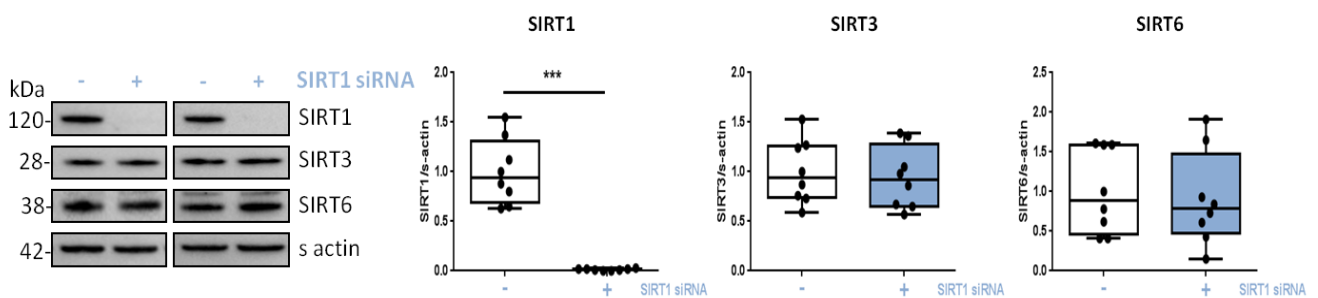 SIRT1 SIRT3 SIRT6
kDa - + - + SIRT1 siRNA
120- SIRT1
28- SIRT3
38- SIRT6
42- s actin
SIRT1/s-actin
2.0
1.5
1.0
0.5
0.0
***
- + SIRT1 siRNA
SIRT3/s-actin
2.0
1.5
1.0
0.5
0.0
- + SIRT1 siRNA
SIRT6/s-actin
2.5
2.0
1.5
1.0
0.5
0.0
- + SIRT1 siRNA